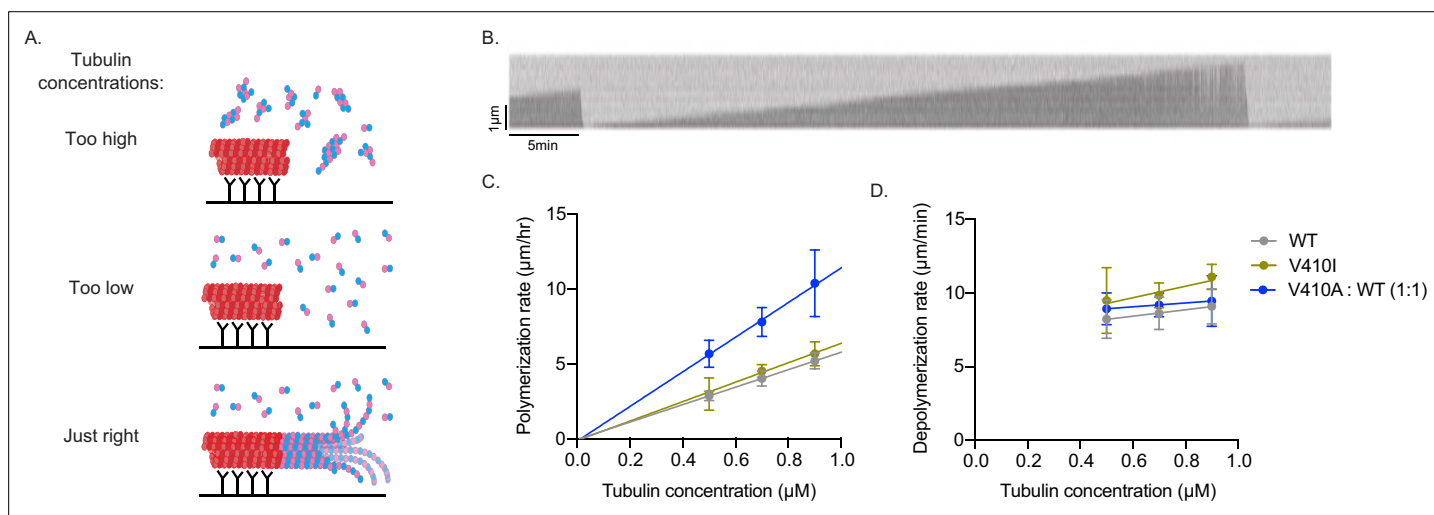 A.
Tubulin
concentrations:
Too high
Too low
Just right
B.
1µm
5min
C.
Polymerization rate (µm/hr)
15
10
5
0
0.0 0.2 0.4 0.6 0.8 1.0
Tubulin concentration (µM)
D.
Depolymerization rate (µm/min)
15
10
5
0
0.0 0.2 0.4 0.6 0.8 1.0
Tubulin concentration (µM)
WT
V410I
V410A : WT (1:1)